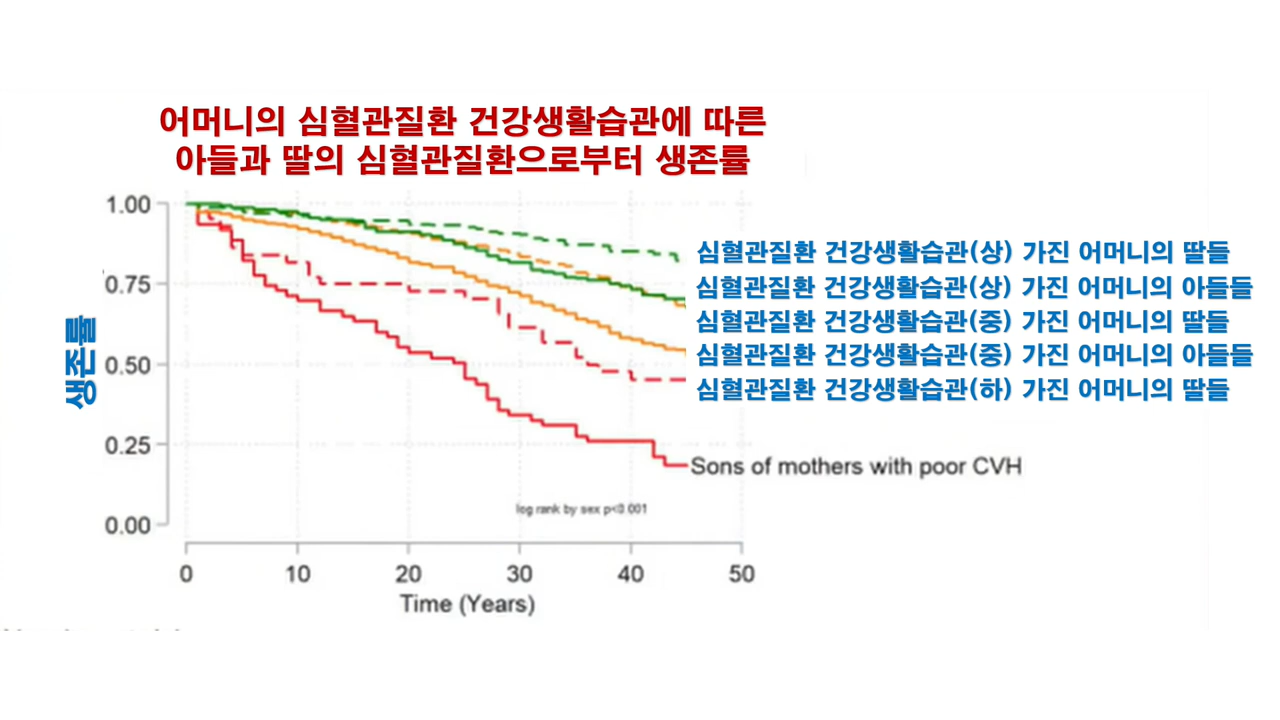 어머니의 심혈관질환 건강생활습관에 따른
아들과 딸의 심혈관질환으로부터 생존률
생존률
1.00
0.75
0.50
0.25
0.00
심혈관질환 건강생활습관(상) 가진 어머니의 딸들
심혈관질환 건강생활습관(상) 가진 어머니의 아들들
심혈관질환 건강생활습관(중) 가진 어머니의 딸들
심혈관질환 건강생활습관(중) 가진 어머니의 아들들
심혈관질환 건강생활습관(하) 가진 어머니의 딸들
Sons of mothers with poor CVH
log rank by sex p<0.001
0 10 20 30 40 50
Time (Years)